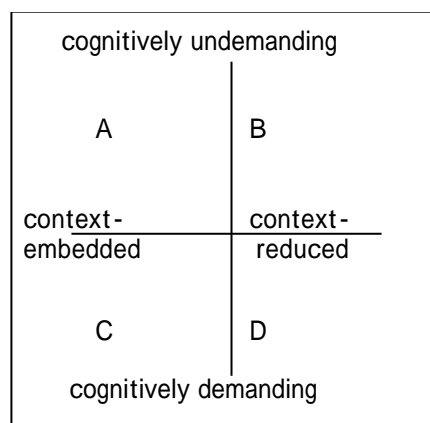 cognitively undemanding
A B
context- context-
embedded reduced
C D
cognitively demanding